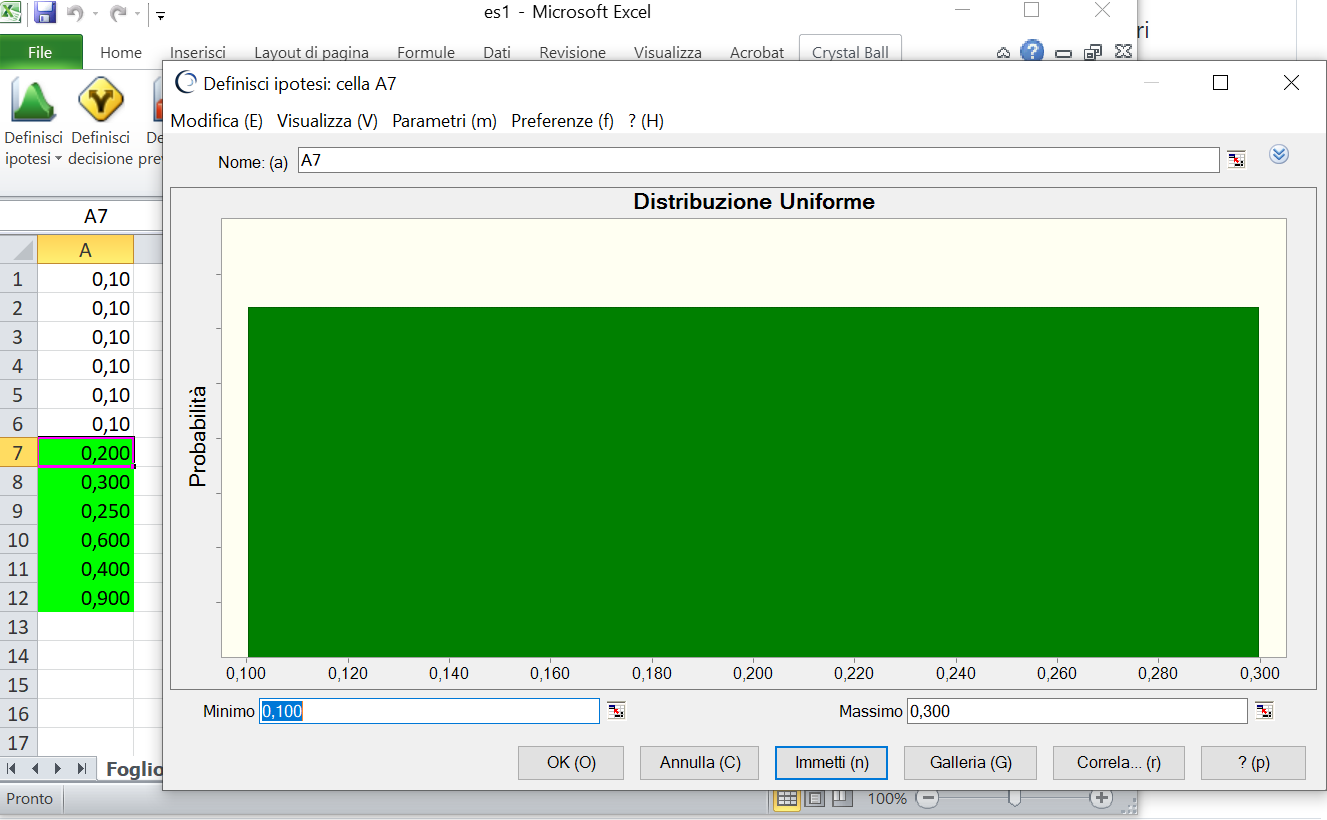 es1 - Microsoft Excel
ri
File Home Inserisci Layout di pagina Formule Dati Revisione Visualizza Acrobat Crystal Ball ?
Definisci ipotesi: cella A7
Modifica (E) Visualizza (V) Parametri (m) Preferenze (f) ? (H)
Definisci Definisci De
ipotesi decisione pre
Nome: (a) A7
Distribuzione Uniforme
A7
A
1 0,10
2 0,10
3 0,10
4 0,10
5 0,10
6 0,10
7 0,200
8 0,300
9 0,250
10 0,600
11 0,400
12 0,900
13
14
15
16
17
Probabilità
0,100 0,120 0,140 0,160 0,180 0,200 0,220 0,240 0,260 0,280 0,300
Minimo 0,100 Massimo 0,300
OK (O) Annulla (C) Immetti (n) Galleria (G) Correla... (r) ? (p)
Foglio
Pronto 100%